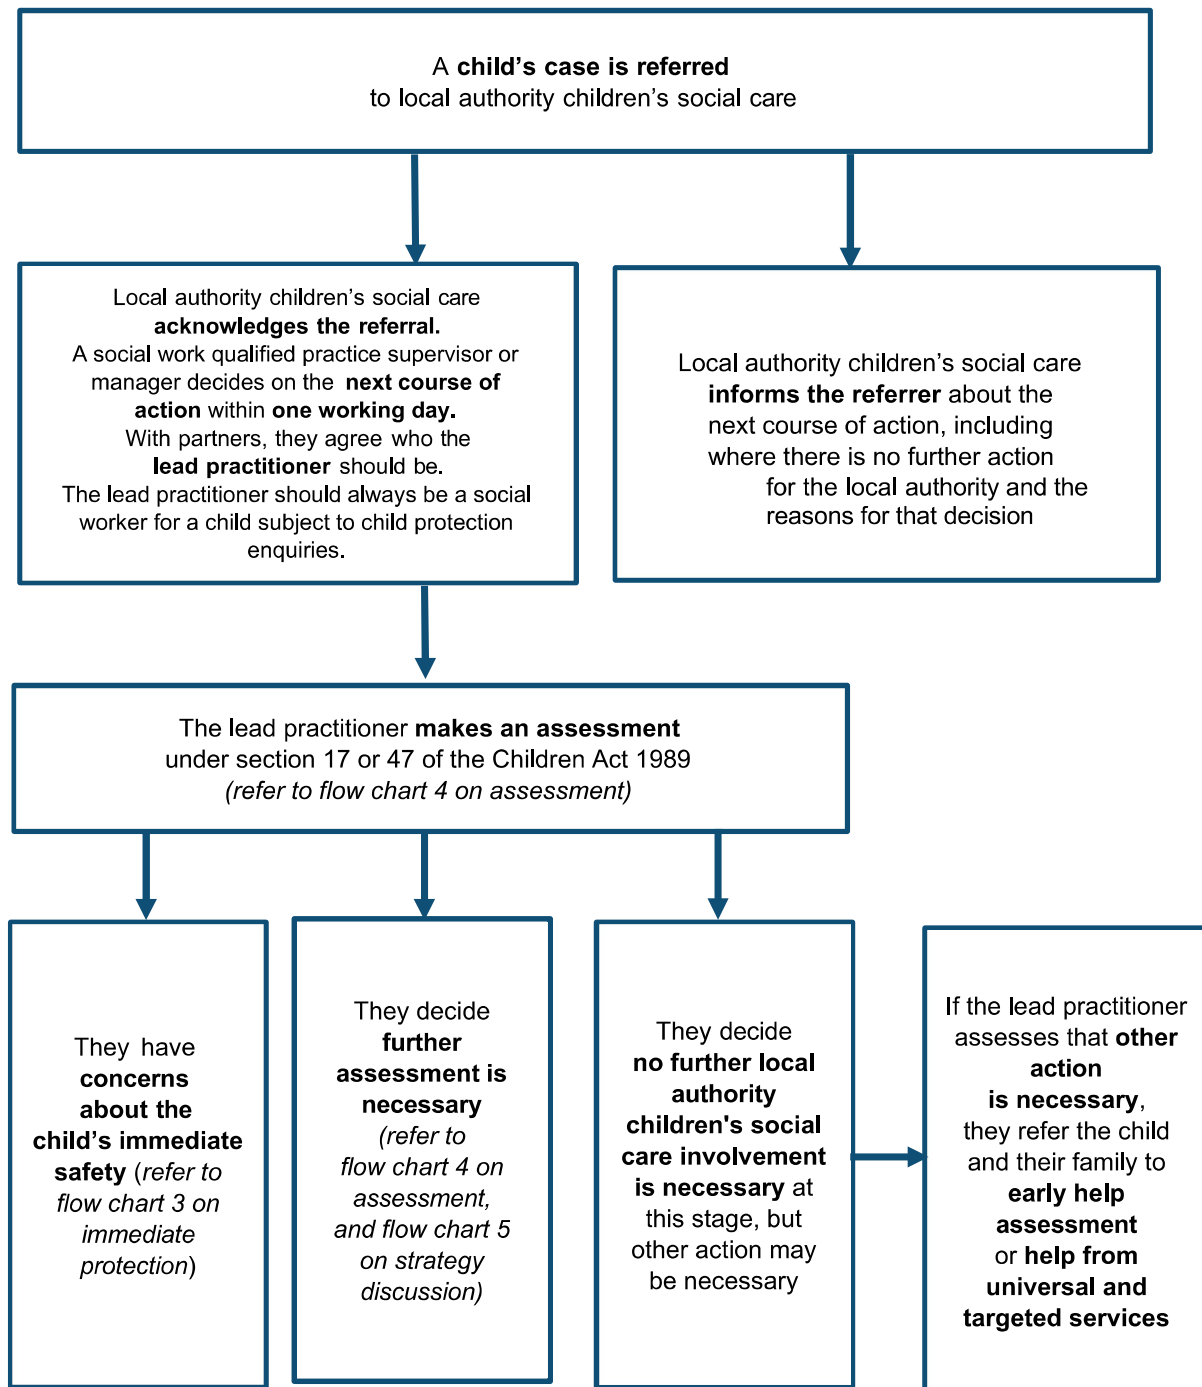 A child’s case is referred
to local authority children’s social care
Local authority children’s social care
acknowledges the referral.
A social work qualified practice supervisor or
manager decides on the next course of
action within one working day.
With partners, they agree who the
lead practitioner should be.
The lead practitioner should always be a social
worker for a child subject to child protection
enquiries.
Local authority children’s social care
informs the referrer about the
next course of action, including
where there is no further action
for the local authority and the
reasons for that decision
The lead practitioner makes an assessment
under section 17 or 47 of the Children Act 1989
(refer to flow chart 4 on assessment)
They have
concerns
about the
child’s immediate
safety (refer to
flow chart 3 on
immediate
protection)
They decide
further
assessment is
necessary
(refer to
flow chart 4 on
assessment,
and flow chart 5
on strategy
discussion)
They decide
no further local
authority
children's social
care involvement
is necessary at
this stage, but
other action may
be necessary
If the lead practitioner
assesses that other
action
is necessary,
they refer the child
and their family to
early help
assessment
or help from
universal and
targeted services